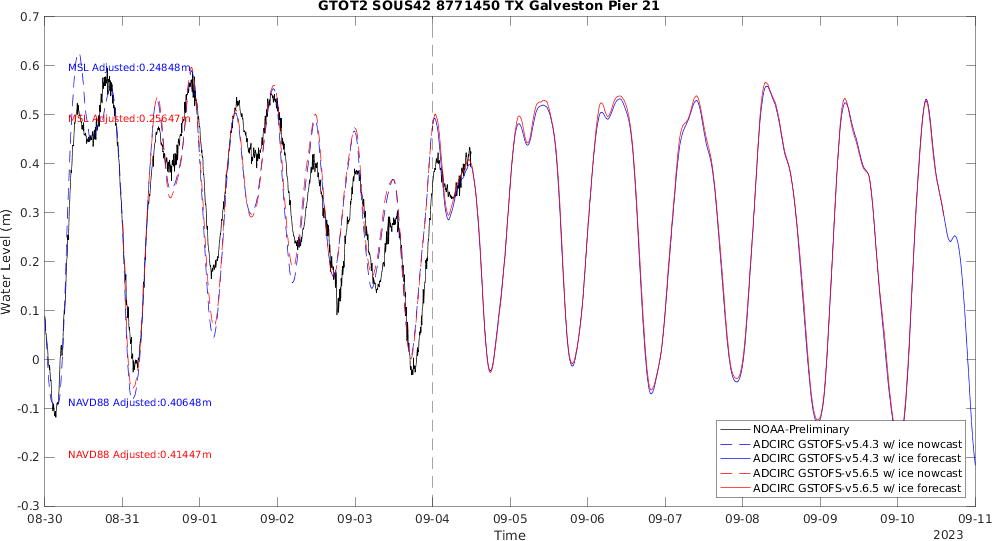 GTOT2 SOUS42 8771450 TX Galveston Pier 21
0.7
0.6
0.5
0.4
0.3
0.2
0.1
0
-0.1
-0.2
-0.3
Water Level (m)
MSL Adjusted:0.24848m
MSL Adjusted:0.25647m
NAVD88 Adjusted:0.40648m
NAVD88 Adjusted:0.41447m
NOAA-Preliminary
ADCIRC GSTOFS-v5.4.3 w/ ice nowcast
ADCIRC GSTOFS-v5.4.3 w/ ice forecast
ADCIRC GSTOFS-v5.6.5 w/ ice nowcast
ADCIRC GSTOFS-v5.6.5 w/ ice forecast
08-30 08-31 09-01 09-02 09-03 09-04 09-05 09-06 09-07 09-08 09-09 09-10 09-11
Time
2023